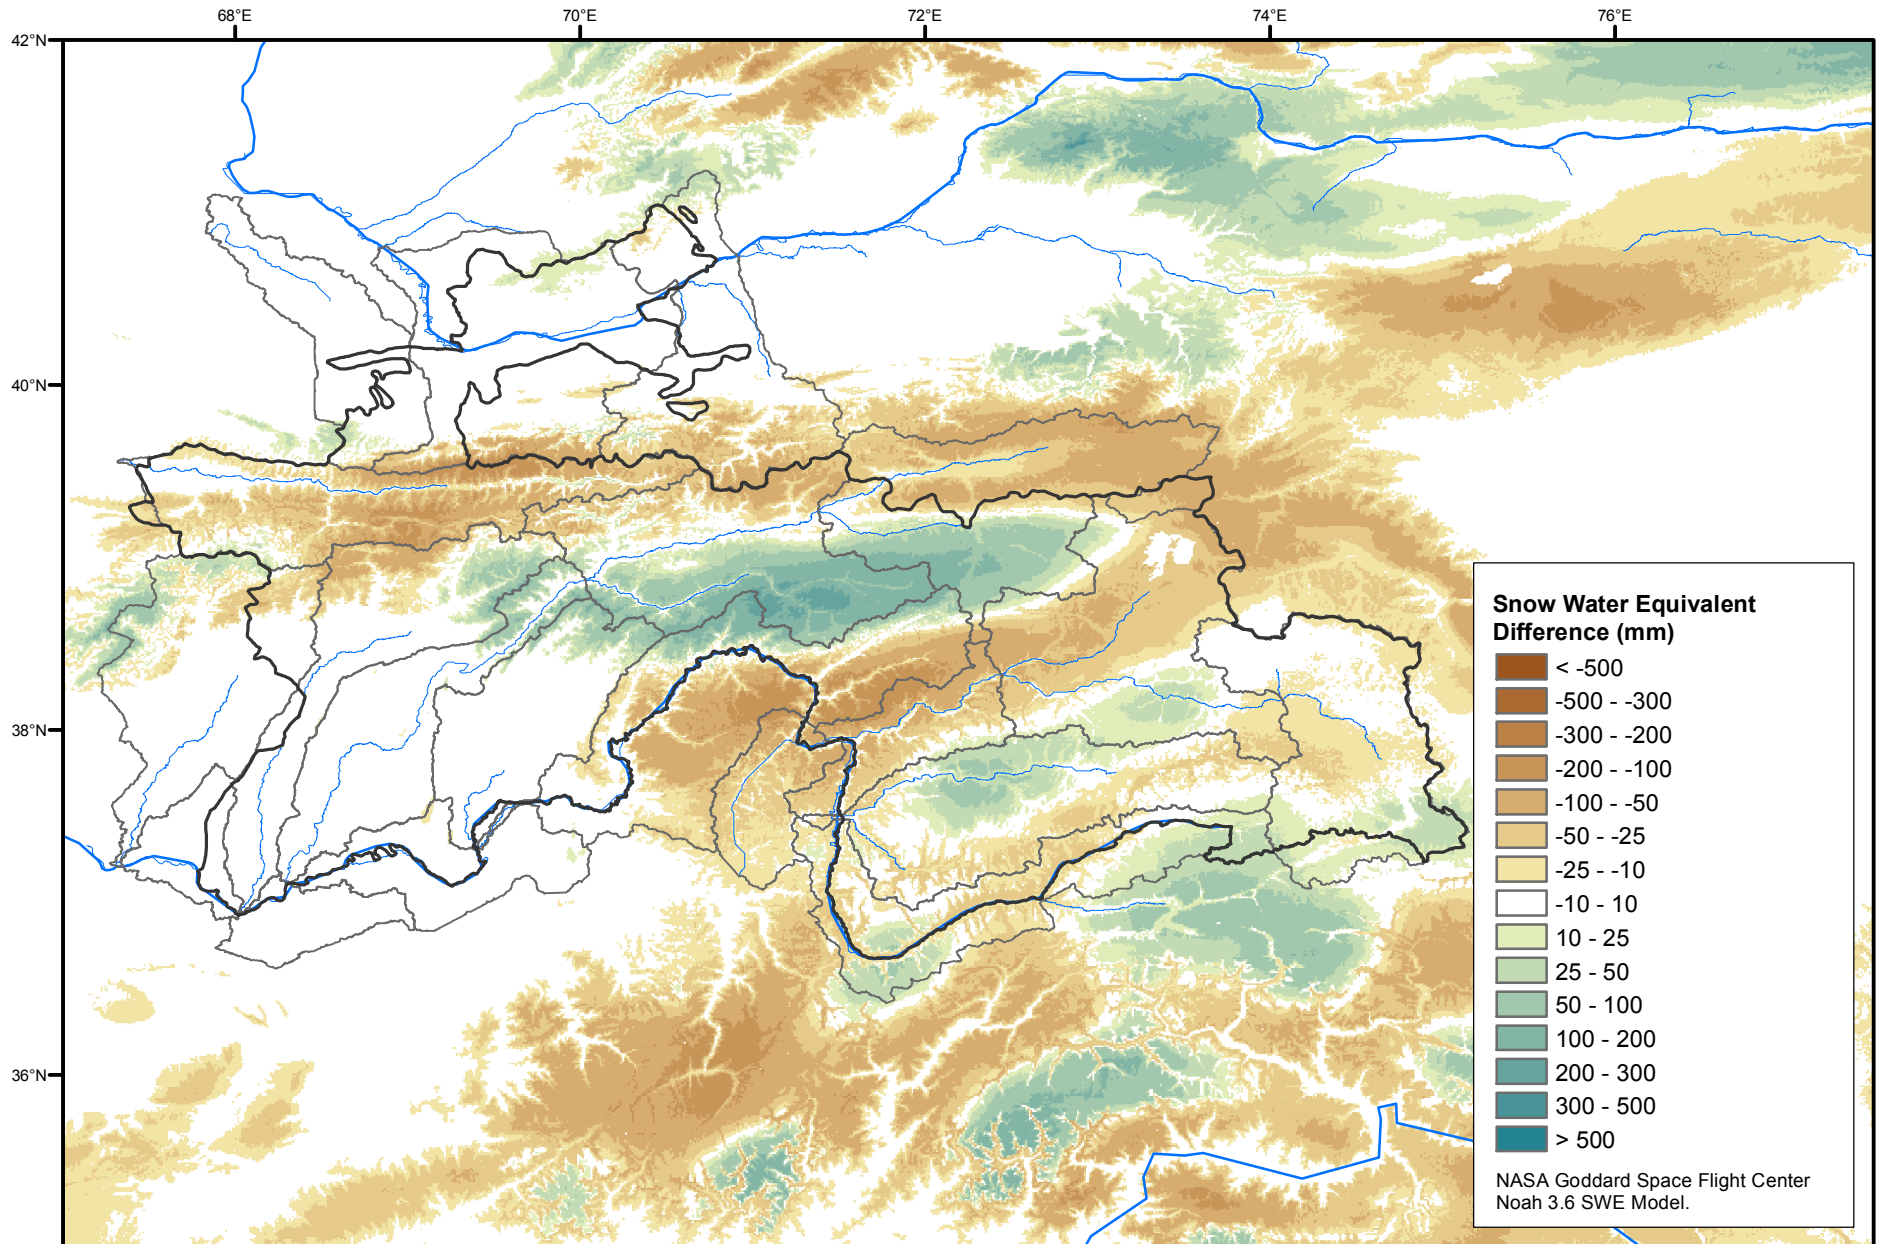 68°E
70°E
72°E
74°E
76°E
42°N
40°N
38°N
36°N
Snow Water Equivalent
Difference (mm)
< -500
-500 - -300
-300 - -200
-200 - -100
-100 - -50
-50 - -25
-25 - -10
-10 - 10
10 - 25
25 - 50
50 - 100
100 - 200
200 - 300
300 - 500
> 500
NASA Goddard Space Flight Center
Noah 3.6 SWE Model.